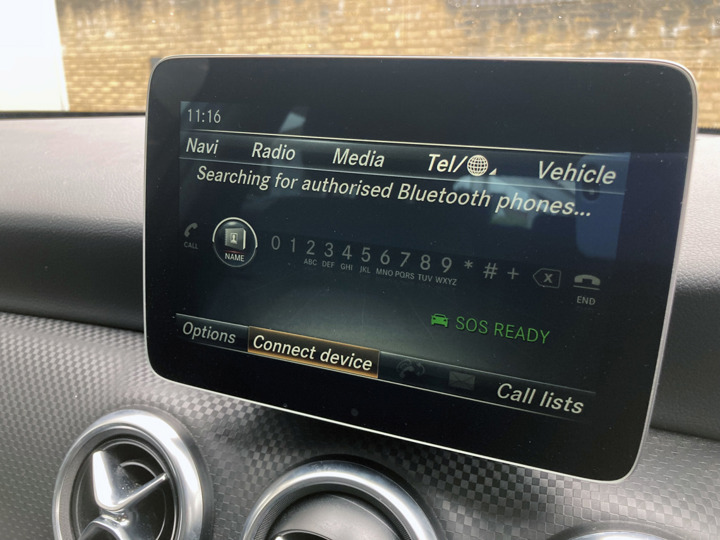 11:16
Navi Radio Media Tel/ Vehicle
Searching for authorised Bluetooth phones...
CALL NAME 0 1 2 3 4 5 6 7 8 9 * # + X END
ABC DEF GHI JKL MNO PQRS TUV WXYZ
SOS READY
Options Connect device Call lists